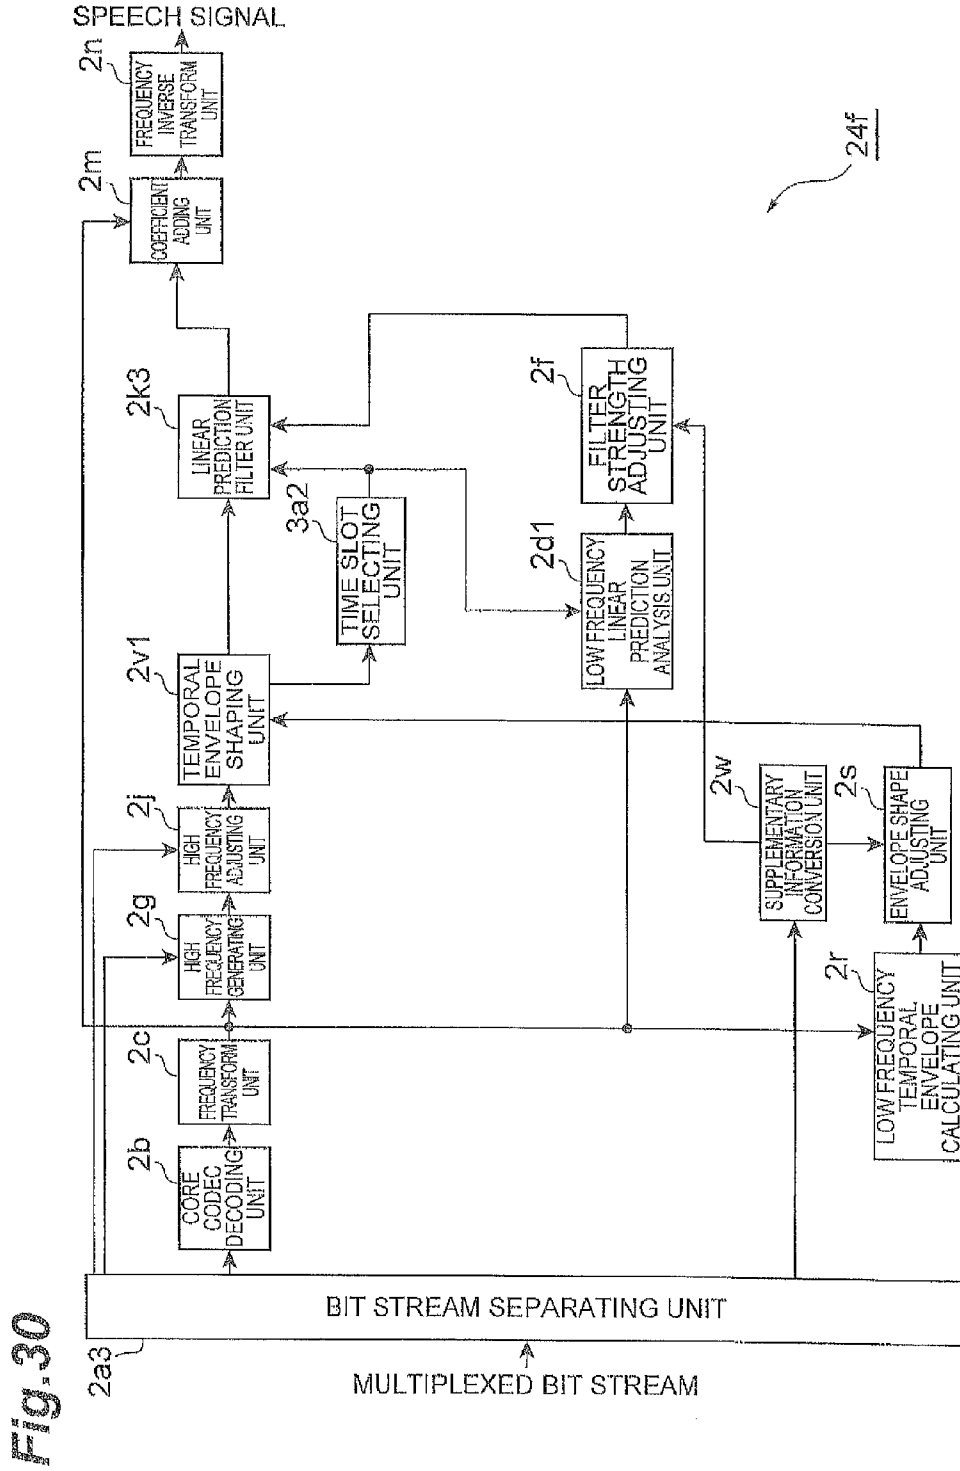 SPEECH SIGNAL
2n
FREQUENCY
INVERSE
TRANSFORM
UNIT
2m
COEFFICIENT
ADDING
UNIT
24f
2k3
LINEAR
PREDICTION
FILTER UNIT
2f
FILTER
STRENGTH
ADJUSTING
UNIT
3a2
TIME SLOT
SELECTING
UNIT
2d1
LOW FREQUENCY
LINEAR
PREDICTION
ANALYSIS UNIT
2v1
TEMPORAL
ENVELOPE
SHAPING
UNIT
2j
HIGH
FREQUENCY
ADJUSTING
UNIT
2w
SUPPLEMENTARY
INFORMATION
CONVERSION UNIT
2s
ENVELOPE SHAPE
ADJUSTING
UNIT
2g
HIGH
FREQUENCY
GENERATING
UNIT
2r
LOW FREQUENCY
TEMPORAL
ENVELOPE
CALCULATING UNIT
2c
FREQUENCY
TRANSFORM
UNIT
2b
CORE
CODEC
DECODING
UNIT
BIT STREAM SEPARATING UNIT
2a3
MULTIPLEXED BIT STREAM
Fig.30